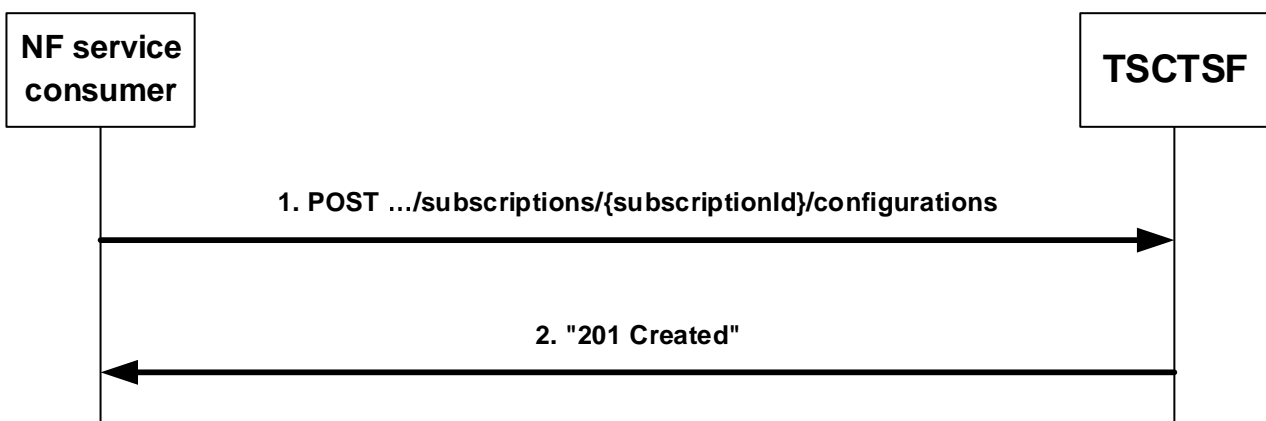 NF service
consumer
TSCTSF
1. POST …/subscriptions/{subscriptionId}/configurations
2. "201 Created"